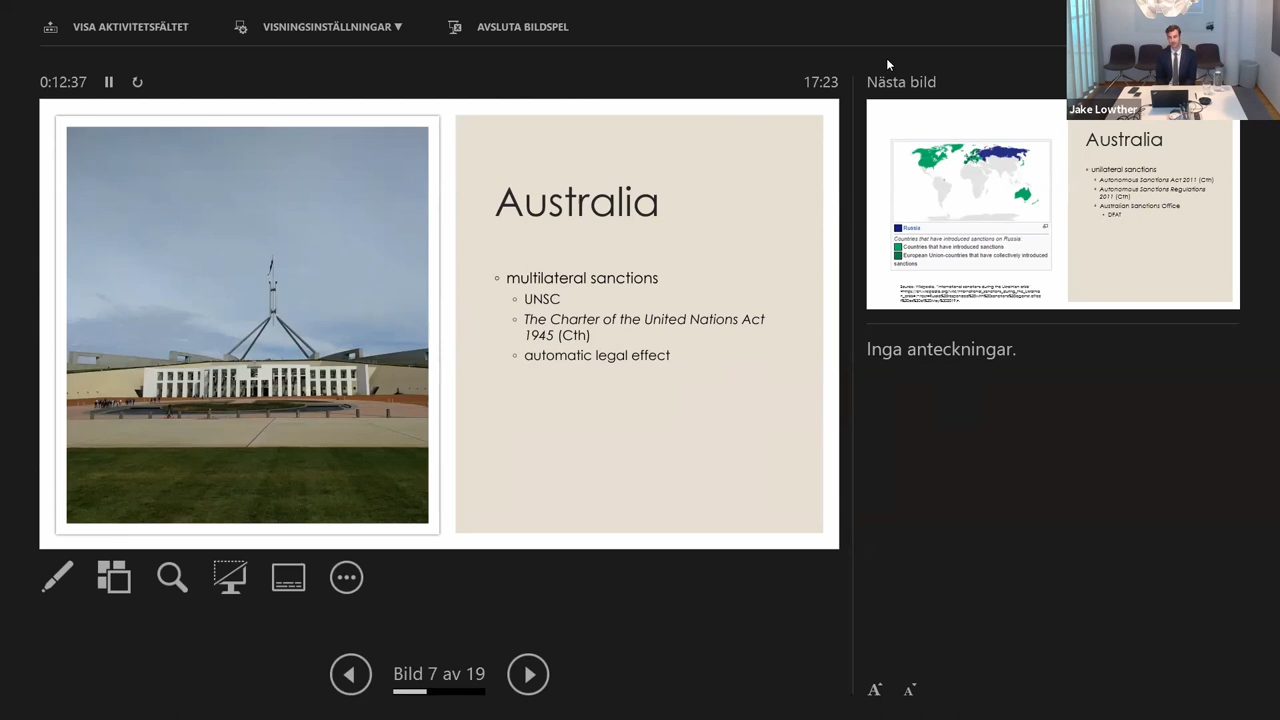 VISA AKTIVITETSFÄLTET
VISNINGSINSTÄLLNINGAR ▼
AVSLUTA BILDSPEL
0:12:37
17:23
Australia
◦ multilateral sanctions
◦ UNSC
◦ The Charter of the United Nations Act
1945 (Cth)
◦ automatic legal effect
Bild 7 av 19
Nästa bild
Jake Lowther
Russia
Countries that have introduced sanctions on Russia:
Countries that have introduced sanctions
European Union-countries that have collectively introduced
sanctions
Australia
◦ unilateral sanctions
◦ Autonomous Sanctions Act 2011 (Cth)
◦ Autonomous Sanctions Regulations
2011 (Cth)
◦ Australian Sanctions Office
◦ DFAT
Inga anteckningar.
A A